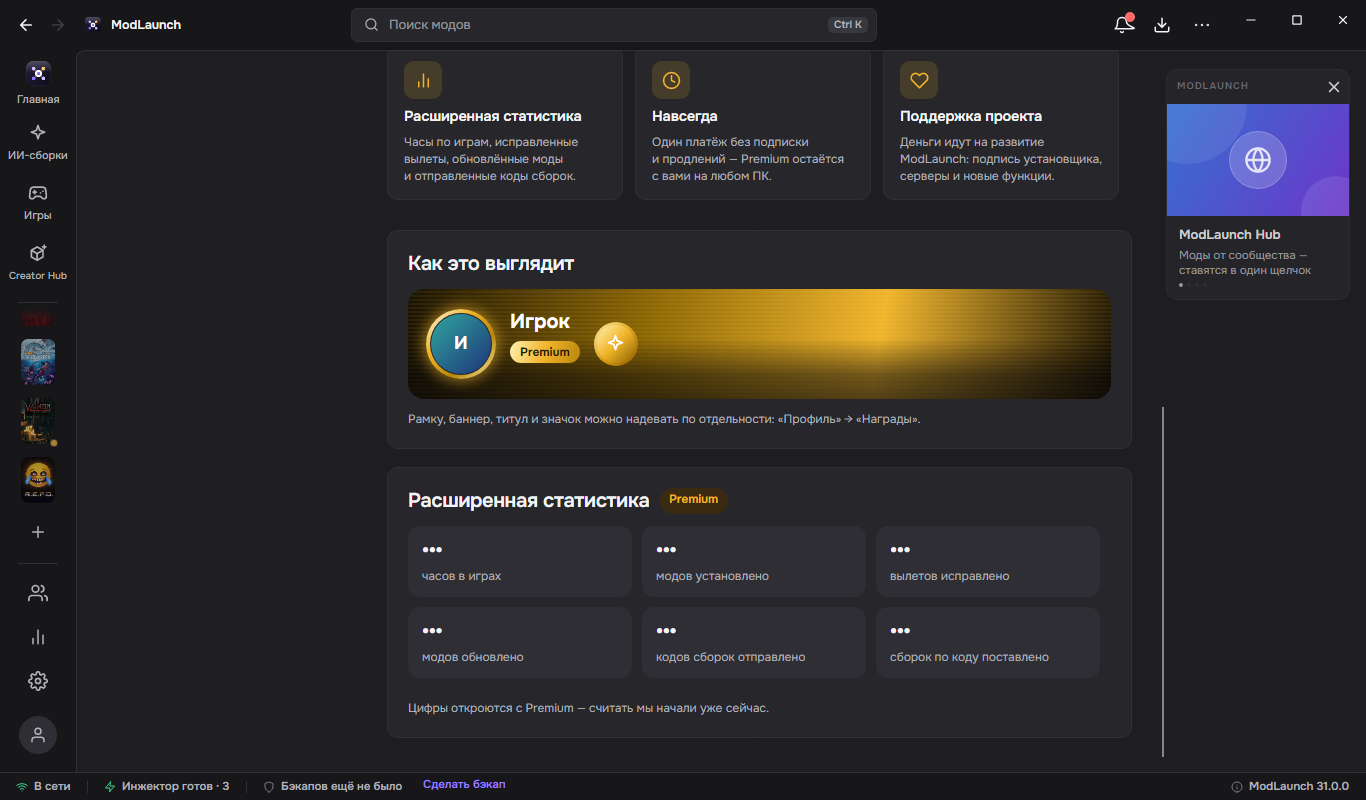 ModLaunch
Поиск модов
Ctrl K
Главная
ИИ-сборки
Игры
Creator Hub
Расширенная статистика
Часы по играм, исправленные
вылеты, обновлённые моды
и отправленные коды сборок.
Навсегда
Один платёж без подписки
и продлений — Premium остаётся
с вами на любом ПК.
Поддержка проекта
Деньги идут на развитие
ModLaunch: подпись установщика,
серверы и новые функции.
MODLAUNCH
ModLaunch Hub
Моды от сообщества —
ставятся в один щелчок
Как это выглядит
И
Игрок
Premium
Рамку, баннер, титул и значок можно надевать по отдельности: «Профиль» → «Награды».
Расширенная статистика
Premium
•••
часов в играх
•••
модов установлено
•••
вылетов исправлено
•••
модов обновлено
•••
кодов сборок отправлено
•••
сборок по коду поставлено
Цифры откроются с Premium — считать мы начали уже сейчас.
R.E.P.O.
В сети
Инжектор готов · 3
Бэкапов ещё не было
Сделать бэкап
ModLaunch 31.0.0